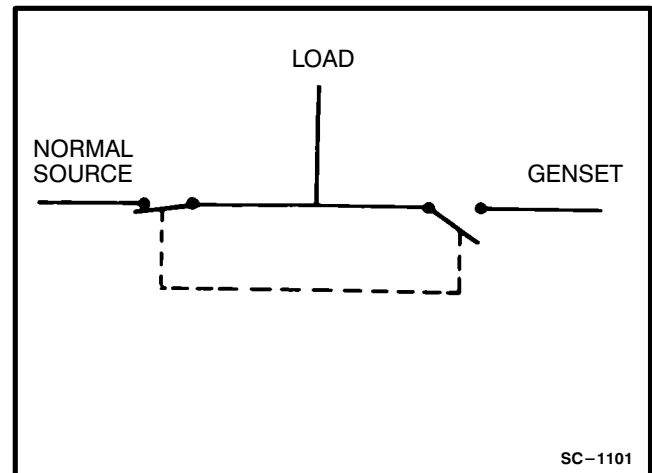 LOAD
NORMAL
SOURCE
GENSET
SC–1101